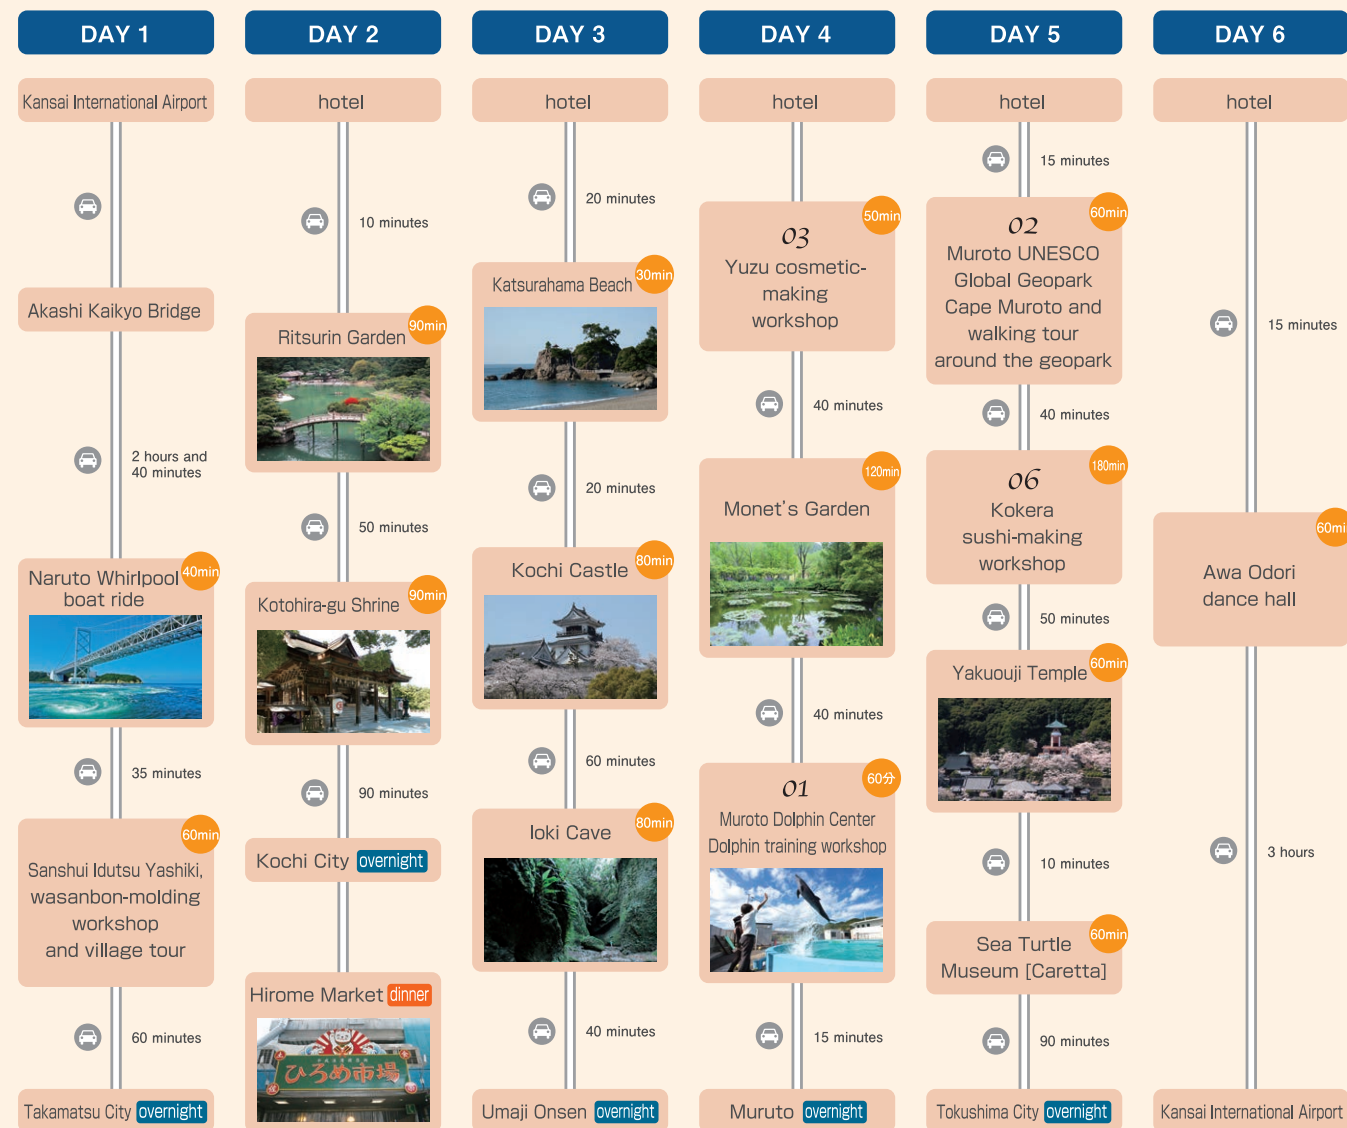 DAY 1
Kansai International Airport
Akashi Kaikyo Bridge
2 hours and
40 minutes
40min
Naruto Whirlpool
boat ride
35 minutes
60min
Sanshui Idutsu Yashiki,
wasanbon-molding
workshop
and village tour
60 minutes
Takamatsu City overnight
DAY 2
hotel
10 minutes
90min
Ritsurin Garden
50 minutes
90min
Kotohira-gu Shrine
90 minutes
Kochi City overnight
Hirome Market dinner
ひろめ市場
DAY 3
hotel
20 minutes
30min
Katsurahama Beach
20 minutes
80min
Kochi Castle
60 minutes
80min
Ioki Cave
40 minutes
Umaji Onsen overnight
DAY 4
hotel
50min
03
Yuzu cosmetic-
making
workshop
40 minutes
120min
Monet's Garden
40 minutes
60分
01
Muroto Dolphin Center
Dolphin training workshop
15 minutes
Muruto overnight
DAY 5
hotel
15 minutes
60min
02
Muroto UNESCO
Global Geopark
Cape Muroto and
walking tour
around the geopark
40 minutes
180min
06
Kokera
sushi-making
workshop
50 minutes
60min
Yakuouji Temple
10 minutes
60min
Sea Turtle
Museum [Caretta]
90 minutes
Tokushima City overnight
DAY 6
hotel
15 minutes
60min
Awa Odori
dance hall
3 hours
Kansai International Airport